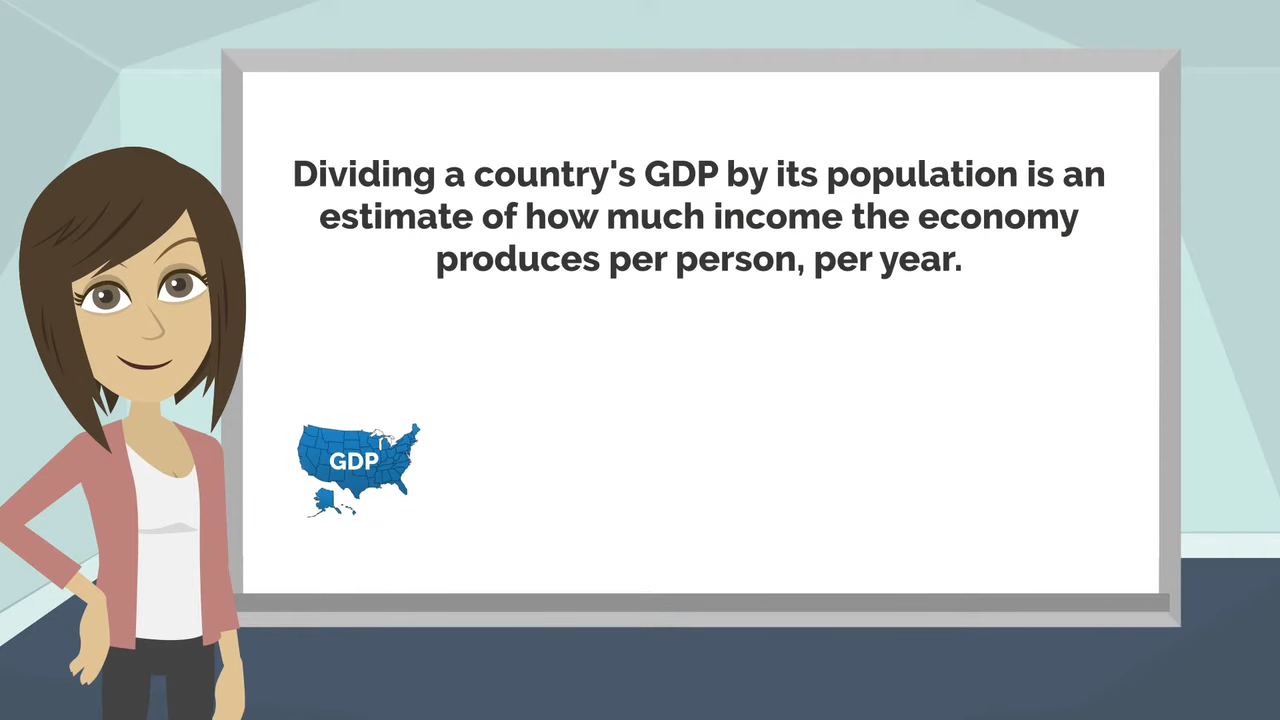 Dividing a country's GDP by its population is an
estimate of how much income the economy
produces per person, per year.
GDP